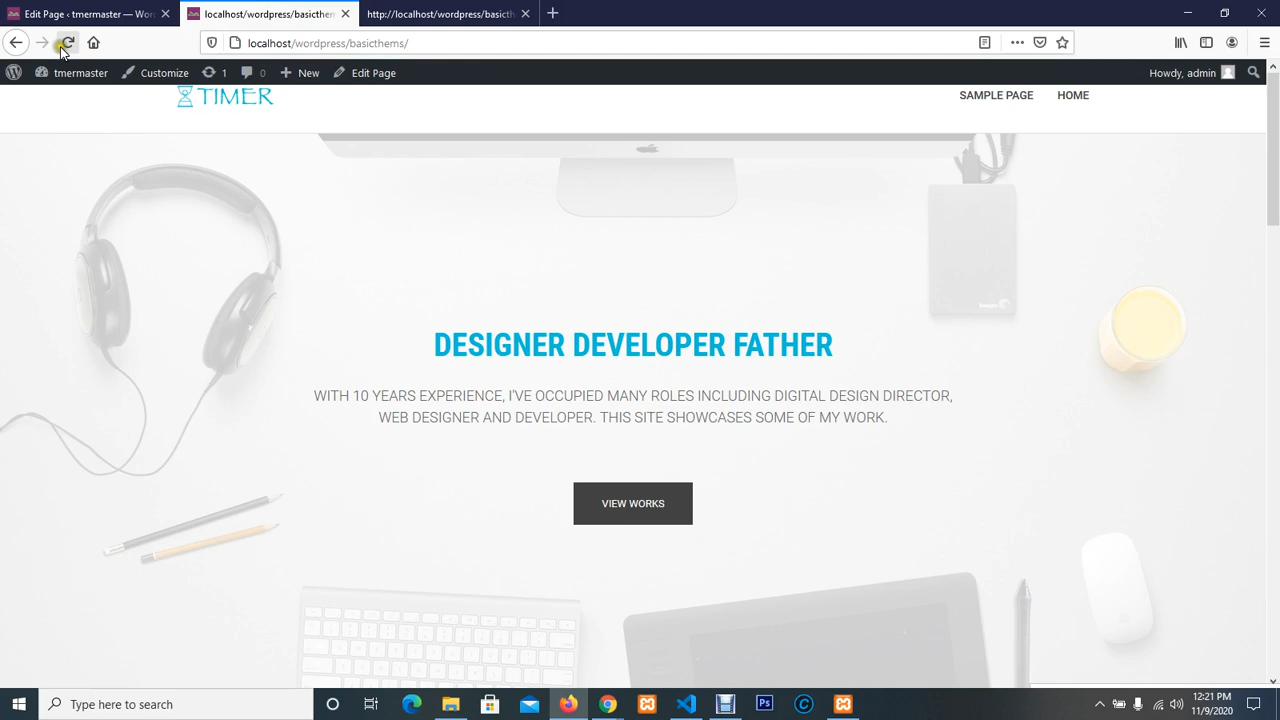 Edit Page ‹ tmermaster — Wor
localhost/wordpress/basicthem
http://localhost/wordpress/basicth
localhost/wordpress/basicthems/
tmermaster
Customize
1
0
New
Edit Page
Howdy, admin
TIMER
SAMPLE PAGE
HOME
DESIGNER DEVELOPER FATHER
WITH 10 YEARS EXPERIENCE, I'VE OCCUPIED MANY ROLES INCLUDING DIGITAL DESIGN DIRECTOR,
WEB DESIGNER AND DEVELOPER. THIS SITE SHOWCASES SOME OF MY WORK.
VIEW WORKS
Type here to search
Ps
12:21 PM
11/9/2020